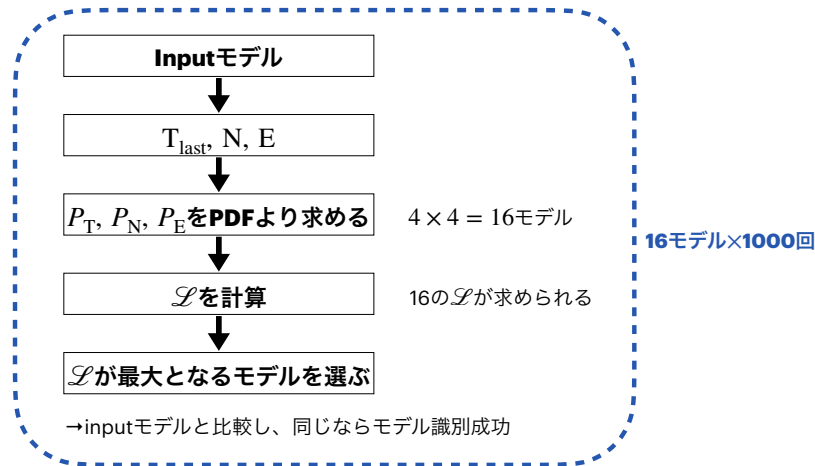 Inputモデル
T_last, N, E
P_T, P_N, P_EをPDFより求める
4 × 4 = 16モデル
16モデル×1000回
ℒを計算
16のℒが求められる
ℒが最大となるモデルを選ぶ
→inputモデルと比較し、同じならモデル識別成功